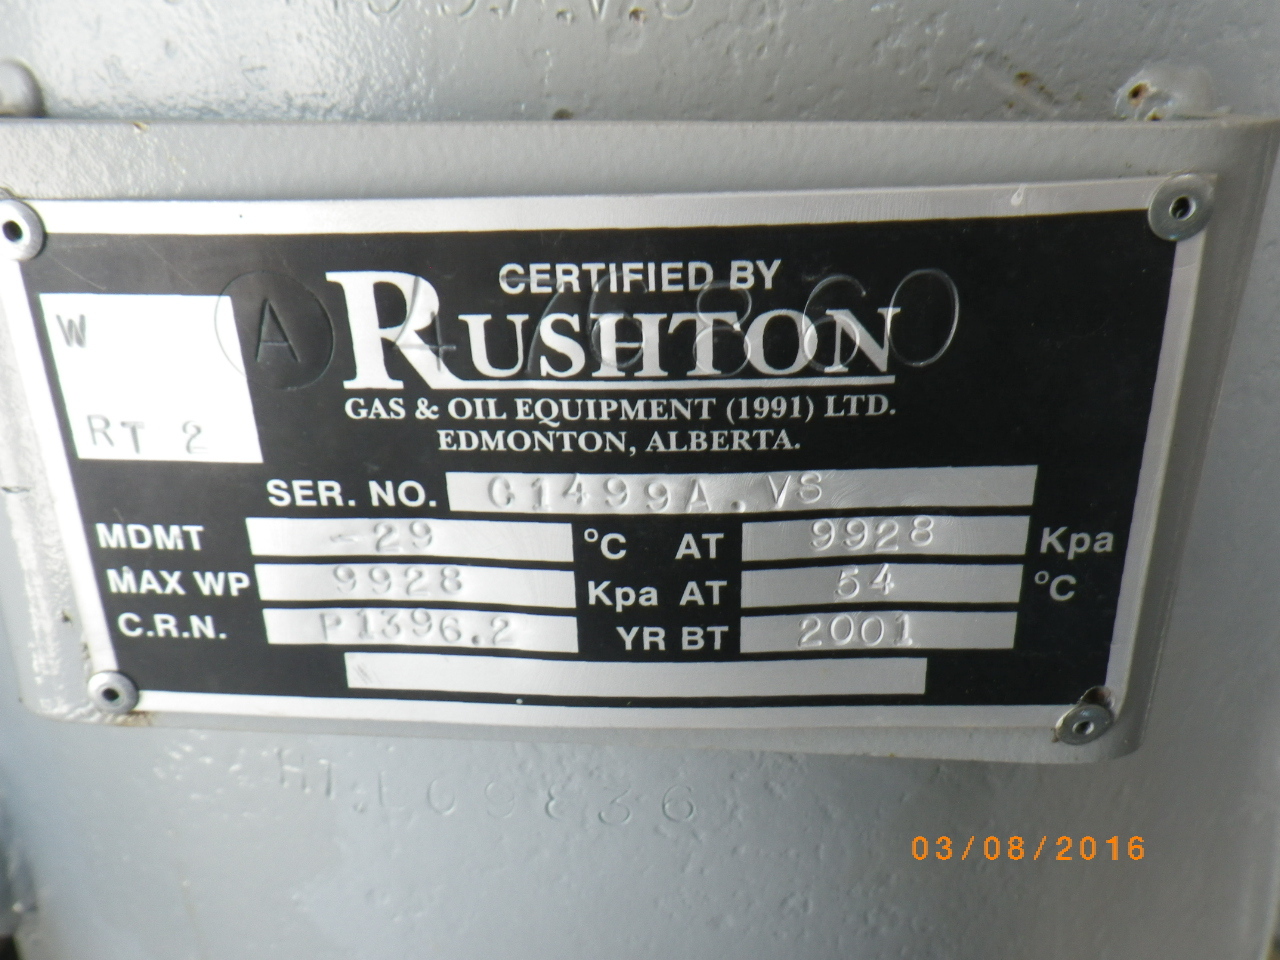 CERTIFIED BY
A 476860
RUSHTON
GAS & OIL EQUIPMENT (1991) LTD.
EDMONTON, ALBERTA.
W
RT 2
SER. NO. C1499A.VS
MDMT -29 °C AT 9928 Kpa
MAX WP 9928 Kpa AT 54 °C
C.R.N. P1396.2 YR BT 2001
03/08/2016